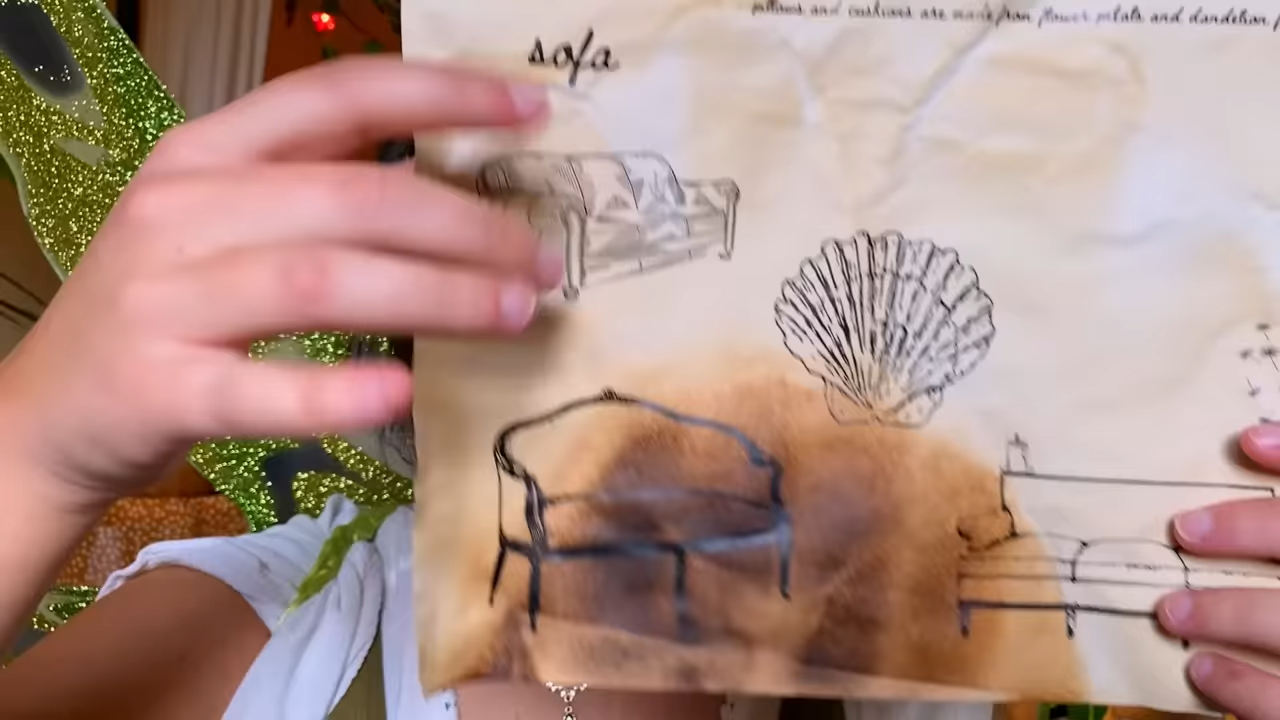 pillows and cushions are made from flower petals and dandelion
sofa